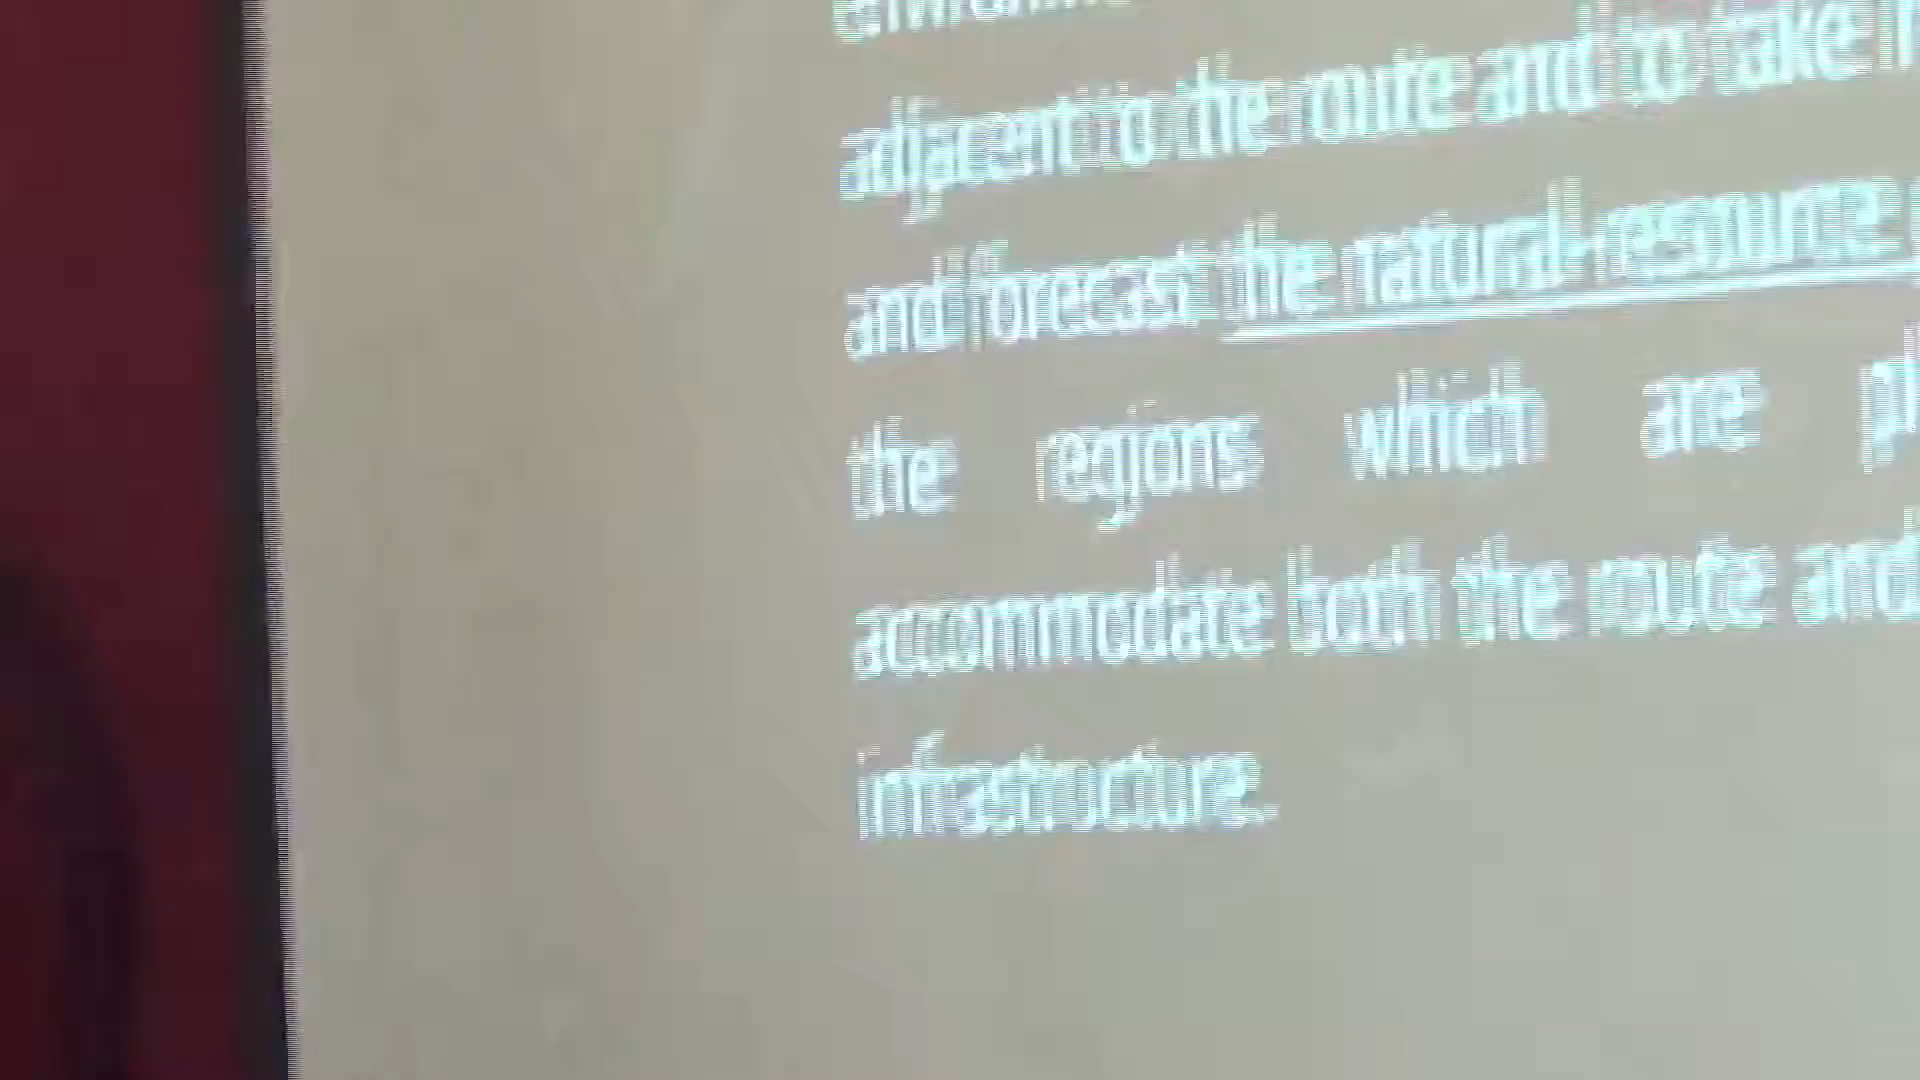 adjacent to the route and to take
and forecast the natural-resource
the regions which are
accommodate both the route and
infrastructure.